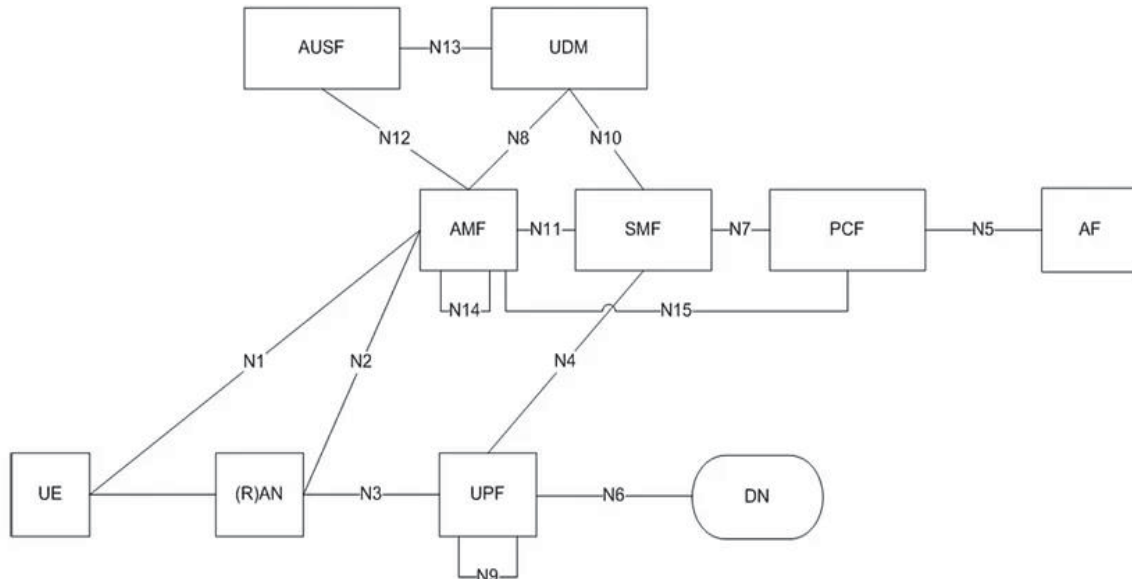 AUSF
N13
UDM
N12
N8
N10
AMF
N11
SMF
N7
PCF
N5
AF
N14
N15
N1
N2
N4
UE
(R)AN
N3
UPF
N6
DN
N9